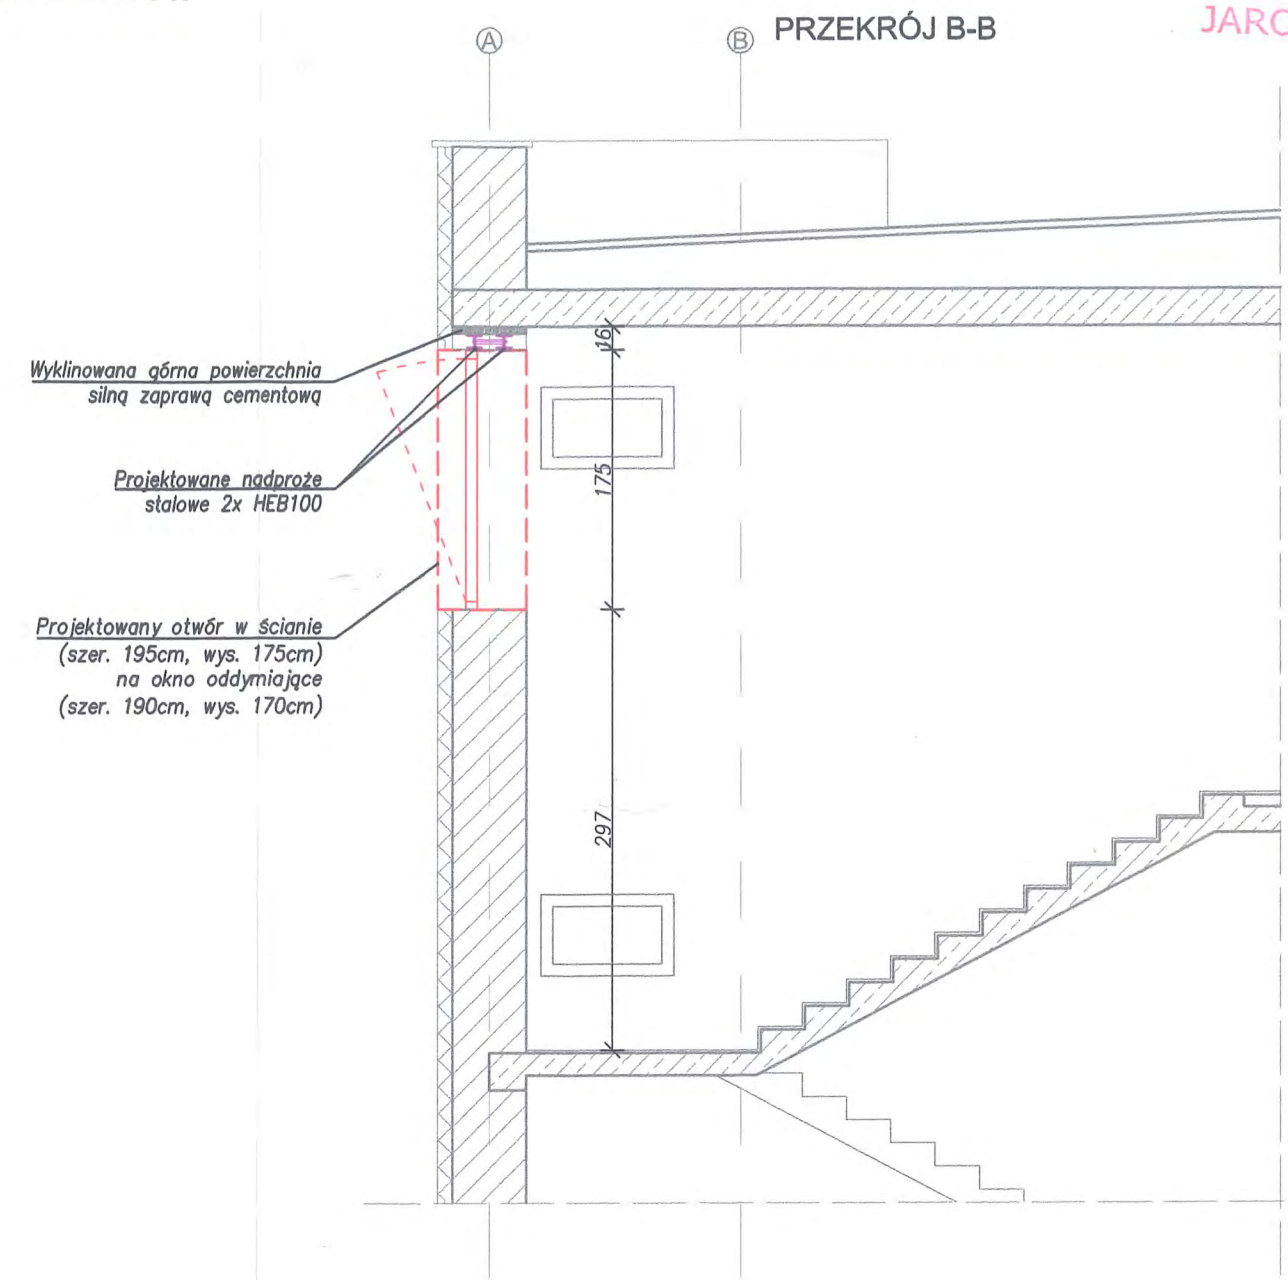 A
B
PRZEKRÓJ B-B
JARO
16
Wyklinowana górna powierzchnia
silną zaprawą cementową
175
Projektowane nadproże
stalowe 2x HEB100
Projektowany otwór w ścianie
(szer. 195cm, wys. 175cm)
na okno oddymiające
(szer. 190cm, wys. 170cm)
297